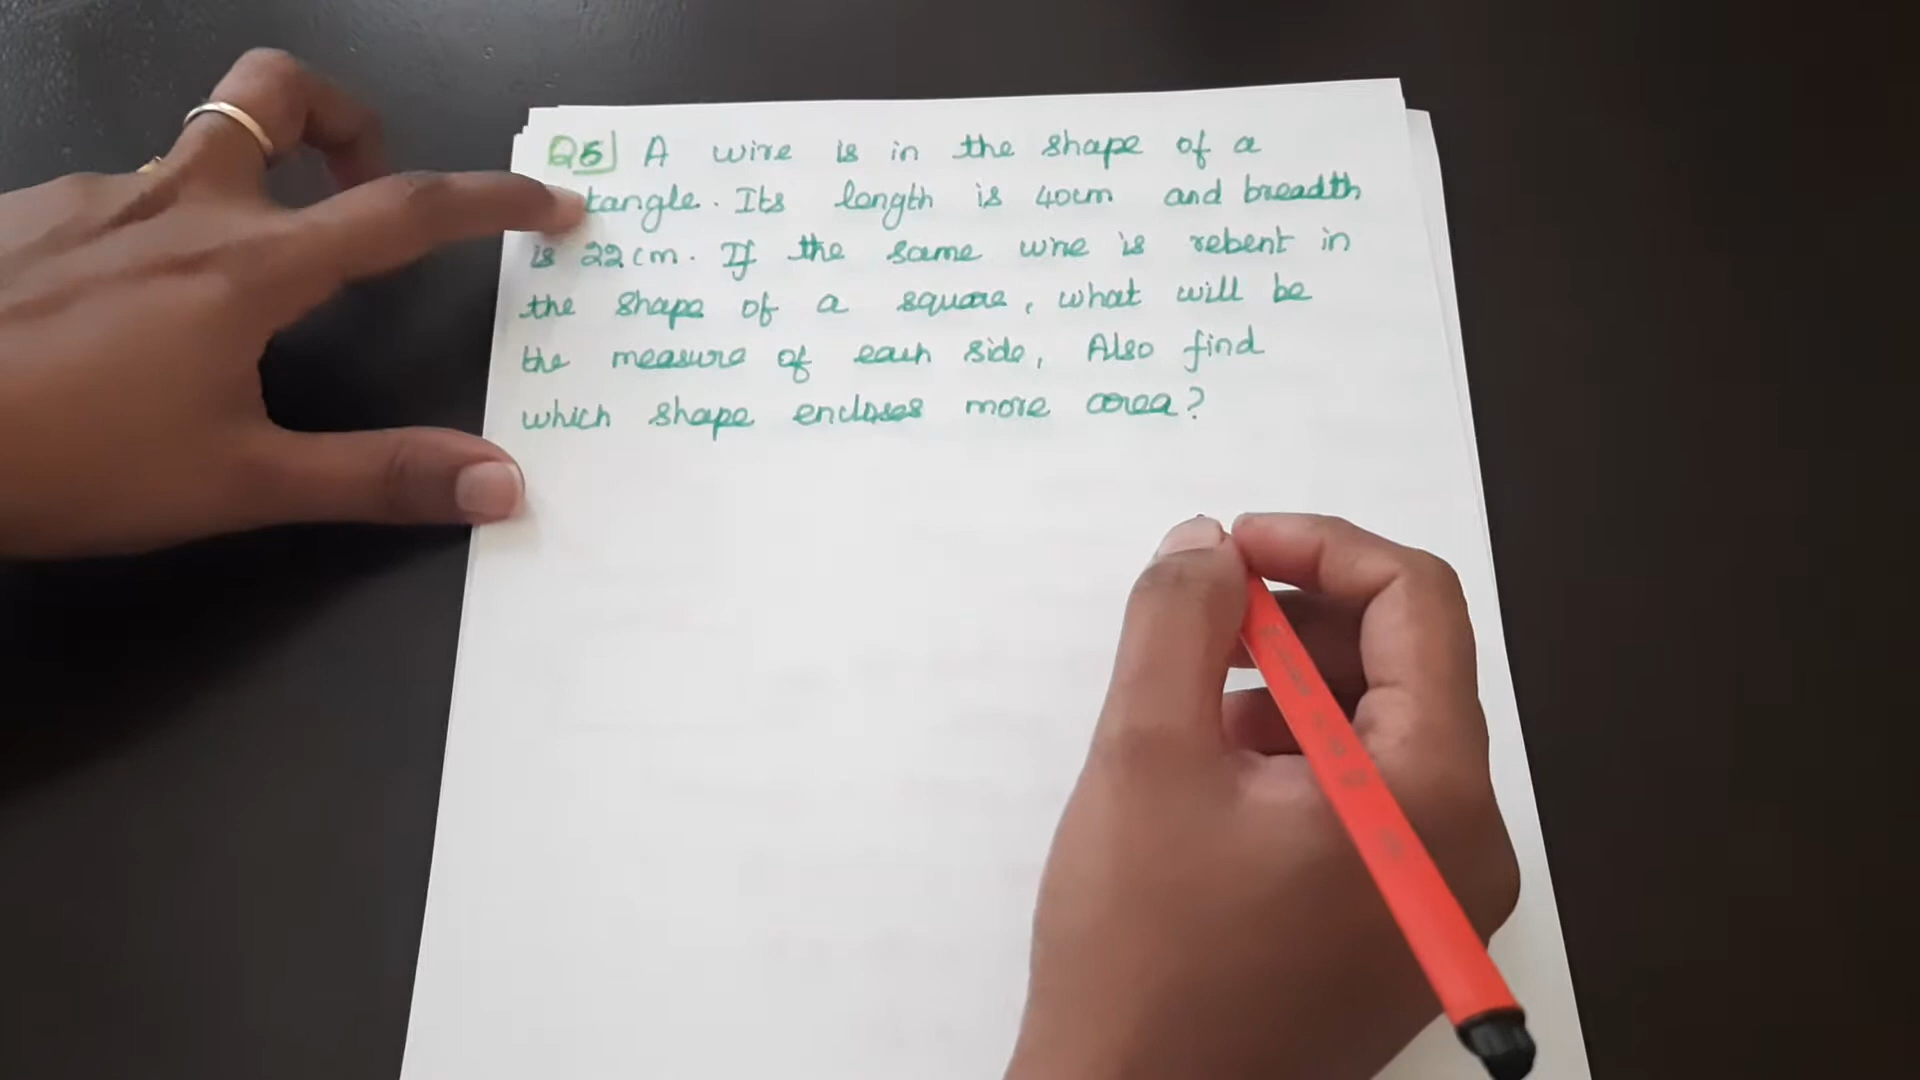 Q5] A wire is in the shape of a
tangle. Its length is 40cm and breadth
is 22cm. If the same wire is rebent in
the shape of a square, what will be
the measure of each side, Also find
which shape encloses more area?